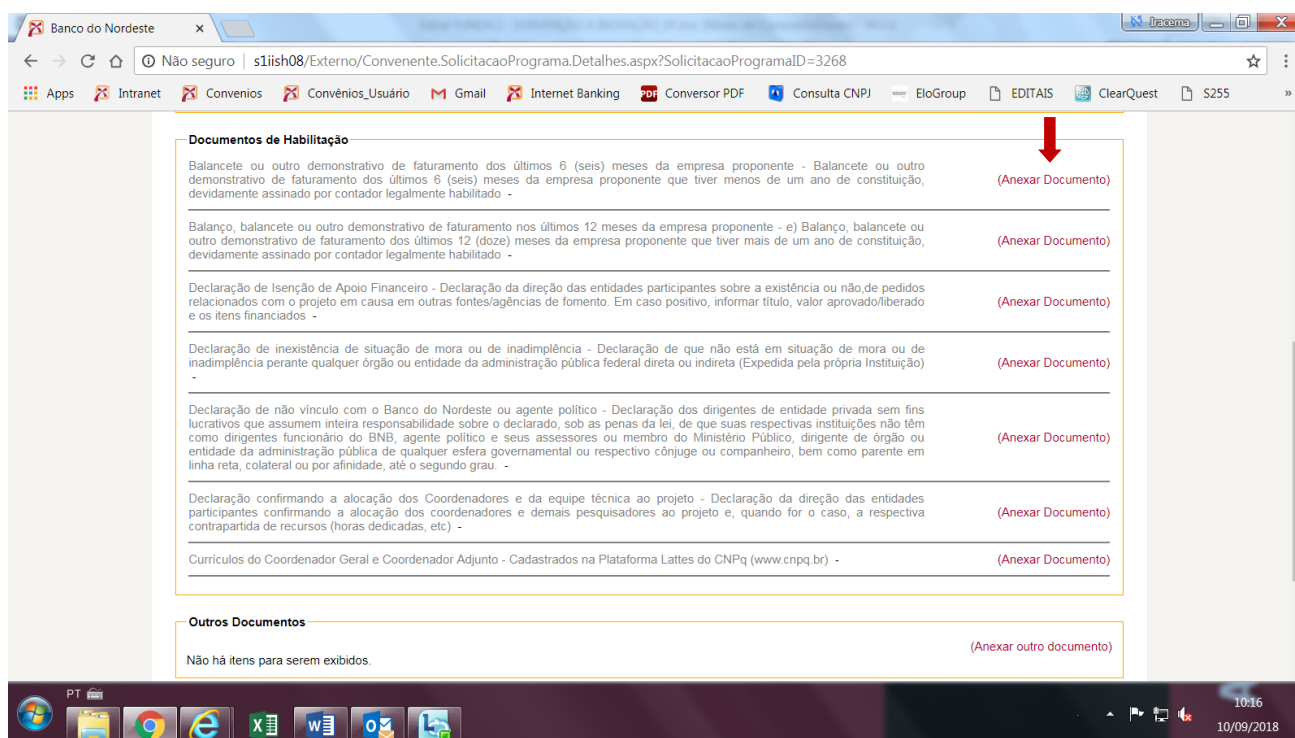 Banco do Nordeste
Iracema
Não seguro | s1iish08/Externo/Convenente.SolicitacaoPrograma.Detalhes.aspx?SolicitacaoProgramaID=3268
Apps Intranet Convenios Convênios_Usuário Gmail Internet Banking PDF Conversor PDF Consulta CNPJ EloGroup EDITAIS ClearQuest S255 »
Documentos de Habilitação
Balancete ou outro demonstrativo de faturamento dos últimos 6 (seis) meses da empresa proponente - Balancete ou outro
demonstrativo de faturamento dos últimos 6 (seis) meses da empresa proponente que tiver menos de um ano de constituição,
devidamente assinado por contador legalmente habilitado -
(Anexar Documento)
Balanço, balancete ou outro demonstrativo de faturamento nos últimos 12 meses da empresa proponente - e) Balanço, balancete ou
outro demonstrativo de faturamento dos últimos 12 (doze) meses da empresa proponente que tiver mais de um ano de constituição,
devidamente assinado por contador legalmente habilitado -
(Anexar Documento)
Declaração de Isenção de Apoio Financeiro - Declaração da direção das entidades participantes sobre a existência ou não,de pedidos
relacionados com o projeto em causa em outras fontes/agências de fomento. Em caso positivo, informar título, valor aprovado/liberado
e os itens financiados -
(Anexar Documento)
Declaração de inexistência de situação de mora ou de inadimplência - Declaração de que não está em situação de mora ou de
inadimplência perante qualquer órgão ou entidade da administração pública federal direta ou indireta (Expedida pela própria Instituição)
-
(Anexar Documento)
Declaração de não vínculo com o Banco do Nordeste ou agente político - Declaração dos dirigentes de entidade privada sem fins
lucrativos que assumem inteira responsabilidade sobre o declarado, sob as penas da lei, de que suas respectivas instituições não têm
como dirigentes funcionário do BNB, agente político e seus assessores ou membro do Ministério Público, dirigente de órgão ou
entidade da administração pública de qualquer esfera governamental ou respectivo cônjuge ou companheiro, bem como parente em
linha reta, colateral ou por afinidade, até o segundo grau. -
(Anexar Documento)
Declaração confirmando a alocação dos Coordenadores e da equipe técnica ao projeto - Declaração da direção das entidades
participantes confirmando a alocação dos coordenadores e demais pesquisadores ao projeto e, quando for o caso, a respectiva
contrapartida de recursos (horas dedicadas, etc) -
(Anexar Documento)
Currículos do Coordenador Geral e Coordenador Adjunto - Cadastrados na Plataforma Lattes do CNPq (www.cnpq.br) -
(Anexar Documento)
Outros Documentos
(Anexar outro documento)
Não há itens para serem exibidos.
PT
10:16
10/09/2018